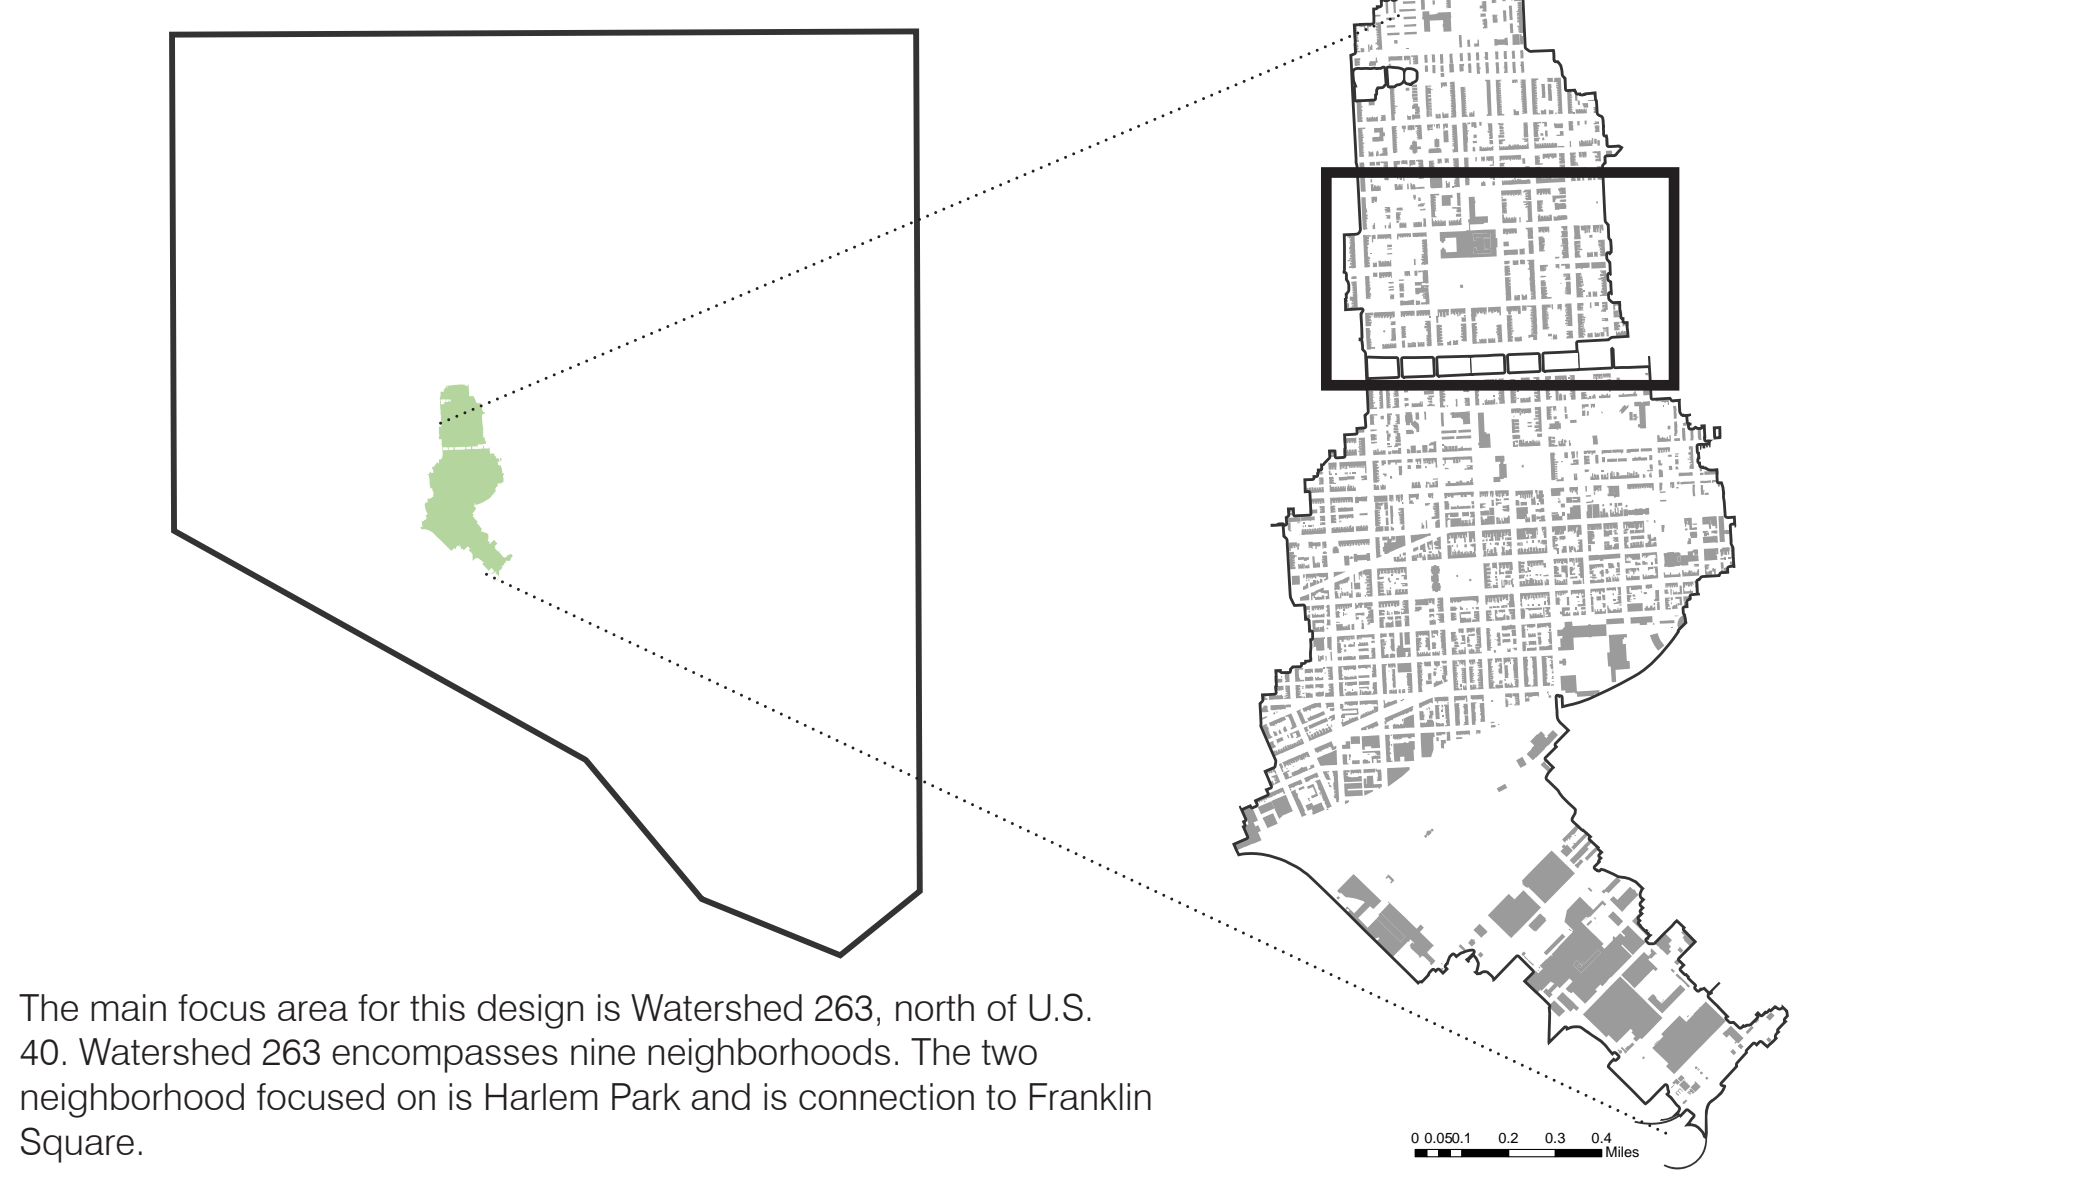 The main focus area for this design is Watershed 263, north of U.S.
40. Watershed 263 encompasses nine neighborhoods. The two
neighborhood focused on is Harlem Park and is connection to Franklin
Square.
0 0.050.1 0.2 0.3 0.4
Miles